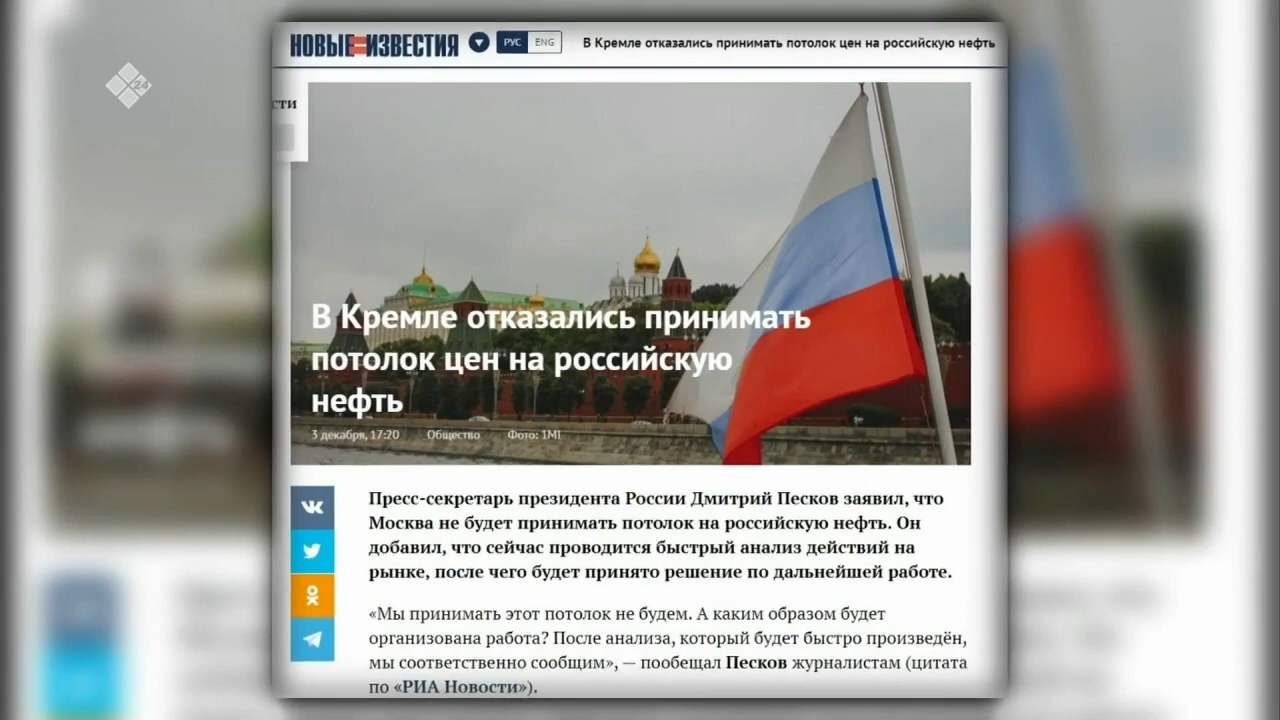 НОВЫЕ ИЗВЕСТИЯ
РУС ENG
В Кремле отказались принимать потолок цен на российскую нефть
X24
сти
В Кремле отказались принимать
потолок цен на российскую
нефть
3 декабря, 17:20 Общество Фото: 1MI
Пресс-секретарь президента России Дмитрий Песков заявил, что
Москва не будет принимать потолок на российскую нефть. Он
добавил, что сейчас проводится быстрый анализ действий на
рынке, после чего будет принято решение по дальнейшей работе.
«Мы принимать этот потолок не будем. А каким образом будет
организована работа? После анализа, который будет быстро произведён,
мы соответственно сообщим», — пообещал Песков журналистам (цитата
по «РИА Новости»).